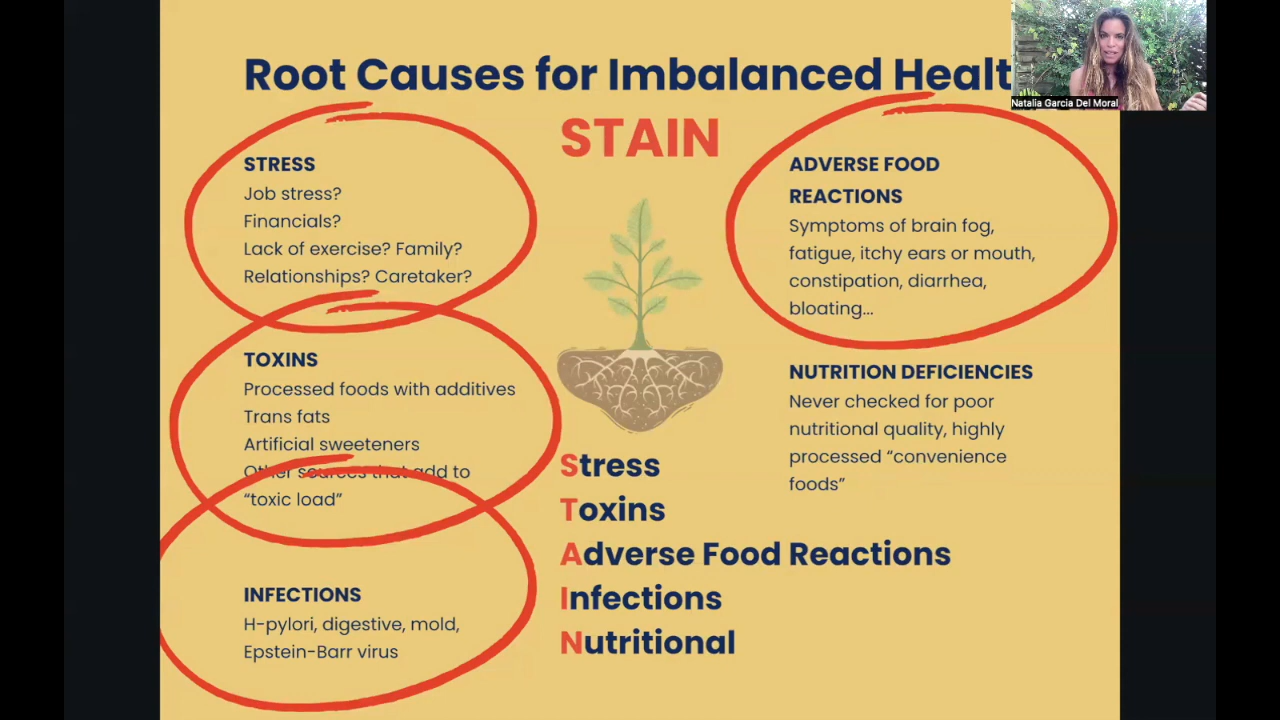 Root Causes for Imbalanced Healt
Natalia Garcia Del Moral
STAIN
STRESS
Job stress?
Financials?
Lack of exercise? Family?
Relationships? Caretaker?
TOXINS
Processed foods with additives
Trans fats
Artificial sweeteners
Other sources that add to
“toxic load”
INFECTIONS
H-pylori, digestive, mold,
Epstein-Barr virus
ADVERSE FOOD
REACTIONS
Symptoms of brain fog,
fatigue, itchy ears or mouth,
constipation, diarrhea,
bloating...
NUTRITION DEFICIENCIES
Never checked for poor
nutritional quality, highly
processed “convenience
foods”
Stress
Toxins
Adverse Food Reactions
Infections
Nutritional